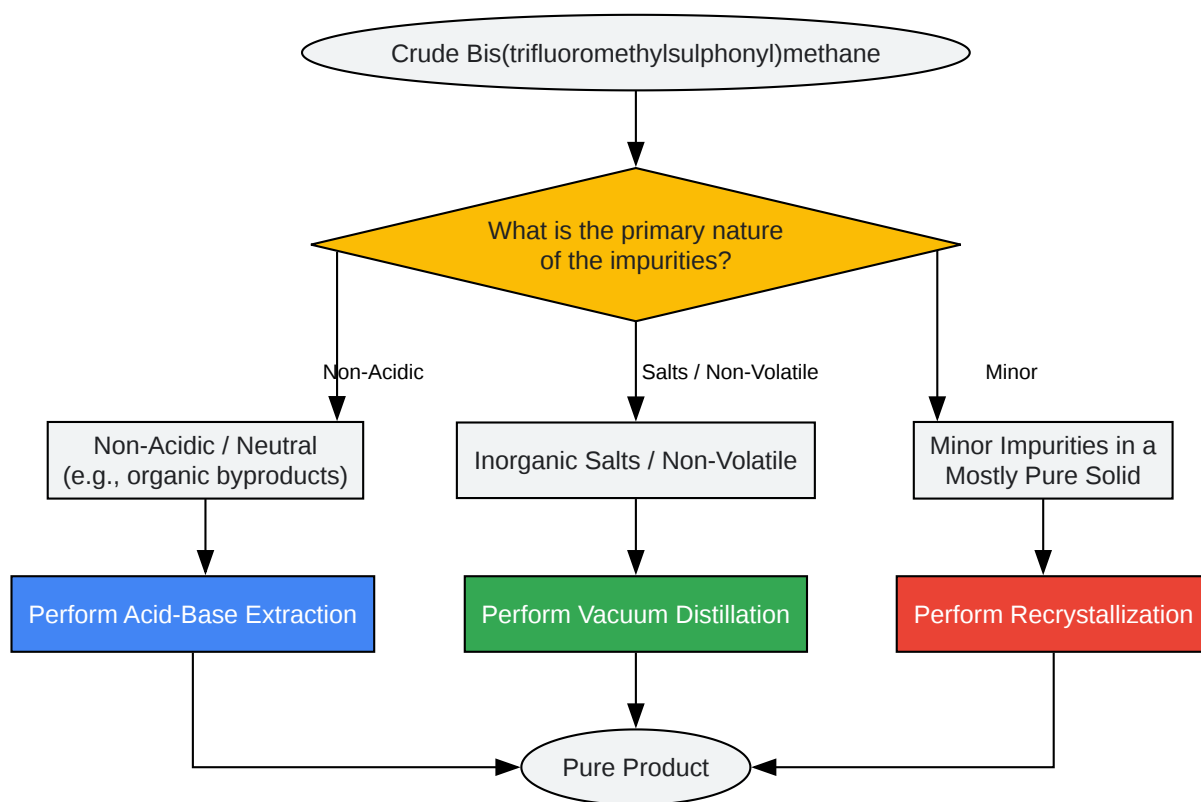 Crude Bis(trifluoromethylsulphonyl)methane
What is the primary nature
of the impurities?
Non-Acidic
Salts / Non-Volatile
Minor
Non-Acidic / Neutral
(e.g., organic byproducts)
Inorganic Salts / Non-Volatile
Minor Impurities in a
Mostly Pure Solid
Perform Acid-Base Extraction
Perform Vacuum Distillation
Perform Recrystallization
Pure Product